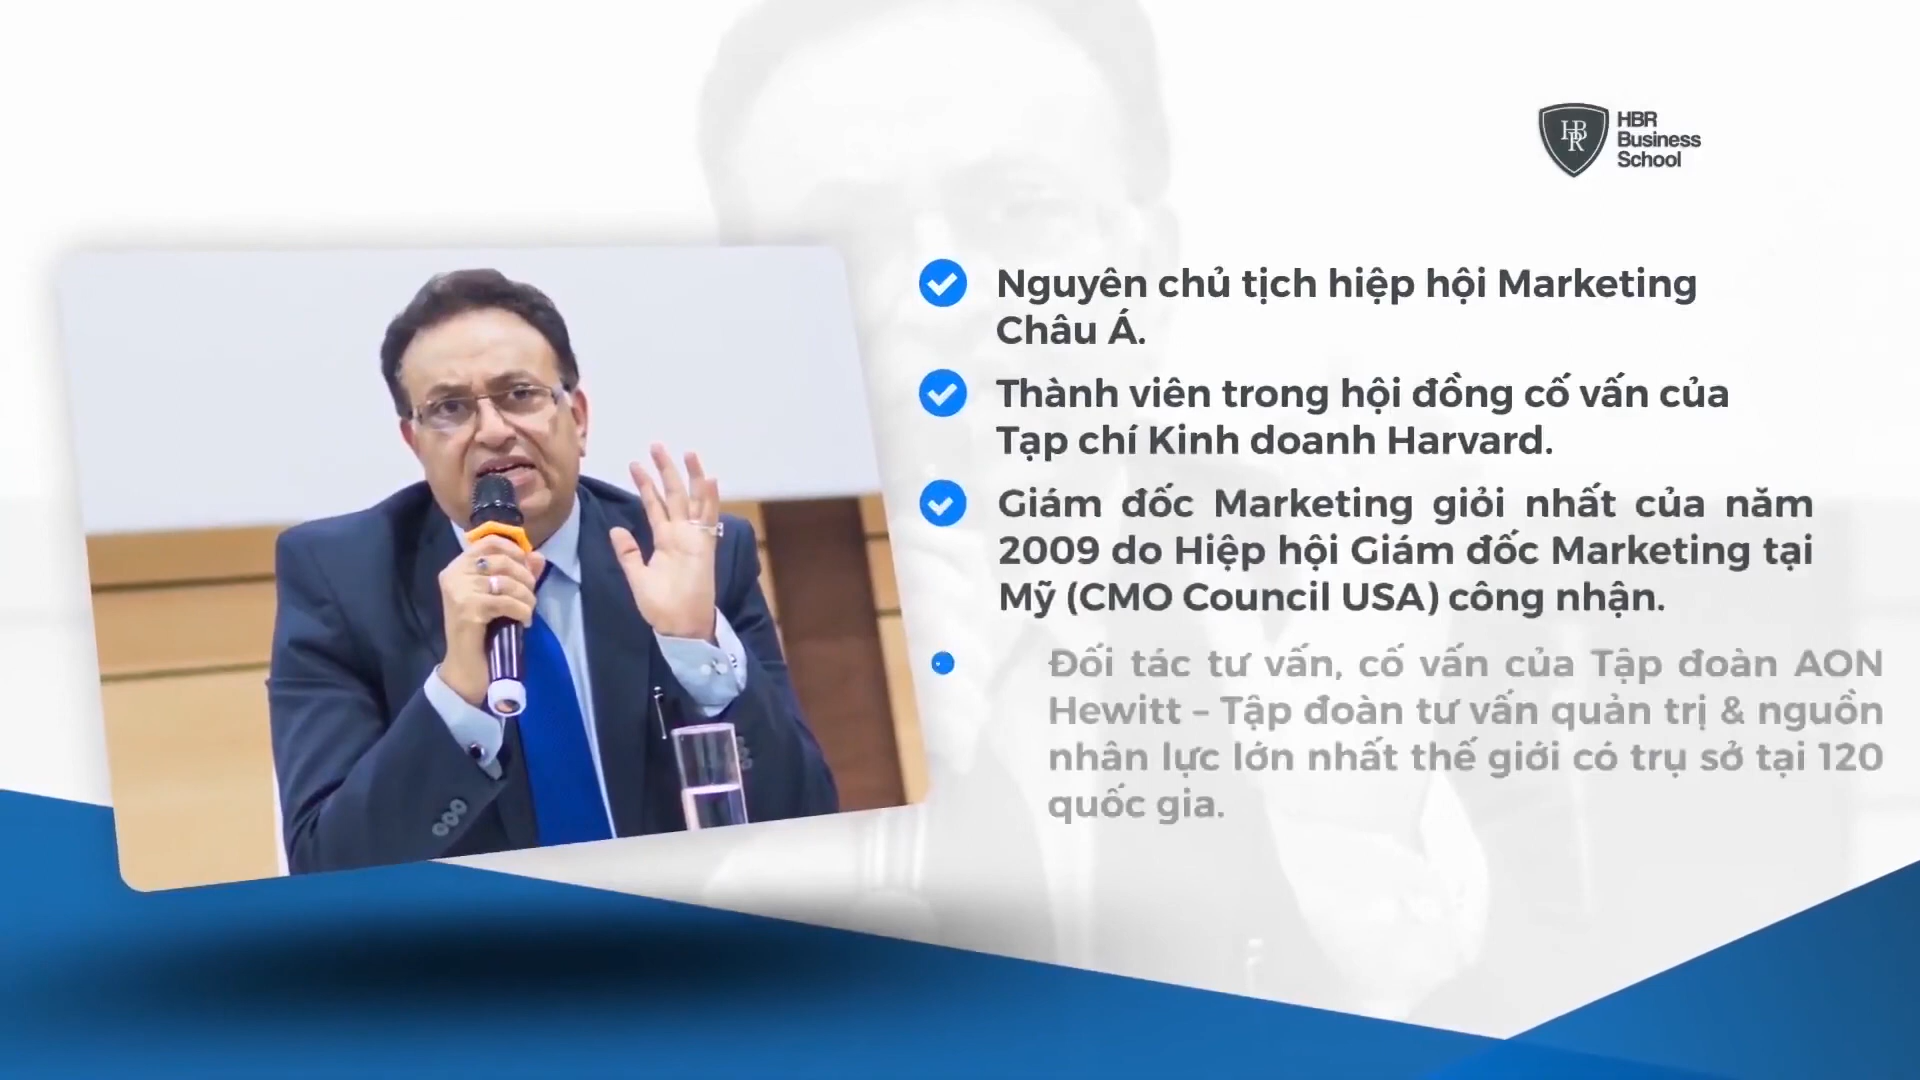 HBR
HBR
Business
School
Nguyên chủ tịch hiệp hội Marketing
Châu Á.
Thành viên trong hội đồng cố vấn của
Tạp chí Kinh doanh Harvard.
Giám đốc Marketing giỏi nhất của năm
2009 do Hiệp hội Giám đốc Marketing tại
Mỹ (CMO Council USA) công nhận.
Đối tác tư vấn, cố vấn của Tập đoàn AON
Hewitt – Tập đoàn tư vấn quản trị & nguồn
nhân lực lớn nhất thế giới có trụ sở tại 120
quốc gia.